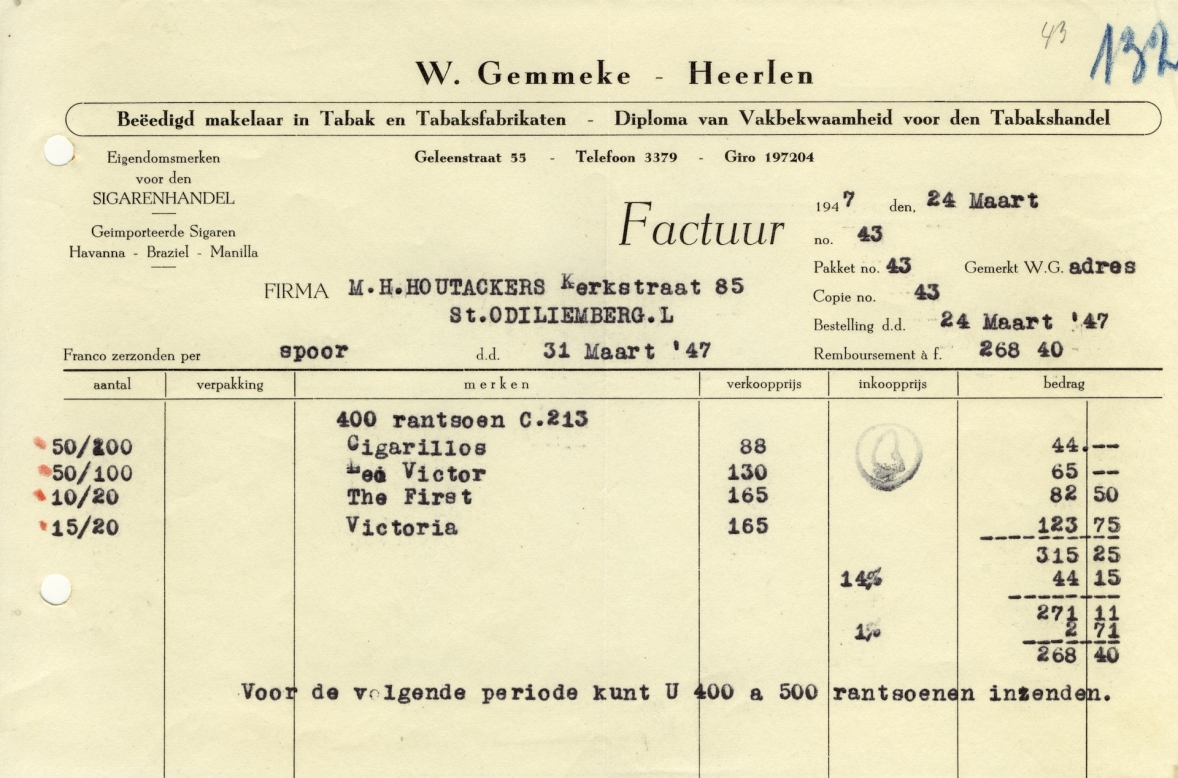 43 132
W. Gemmeke - Heerlen
Beëedigd makelaar in Tabak en Tabaksfabrikaten - Diploma van Vakbekwaamheid voor den Tabakshandel
Eigendomsmerken
voor den
SIGARENHANDEL
Geimporteerde Sigaren
Havanna - Braziel - Manilla
Geleenstraat 55 - Telefoon 3379 - Giro 197204
Factuur
1947 den, 24 Maart
no. 43
Pakket no. 43 Gemerkt W.G. adres
Copie no. 43
Bestelling d.d. 24 Maart '47
Remboursement à f. 268 40
FIRMA M.H.HOUTACKERS Kerkstraat 85
St.ODILIEMBERG.L
Franco zerzonden per spoor d.d. 31 Maart '47
aantal verpakking merken verkoopprijs inkoopprijs bedrag
400 rantsoen C.213
50/100 Cigarillos 88 44.--
50/100 Victor 130 65 --
10/20 The First 165 82 50
15/20 Victoria 165 123 75
315 25
14% 44 15
271 11
1% 2 71
268 40
Voor de volgende periode kunt U 400 a 500 rantsoenen inzenden.